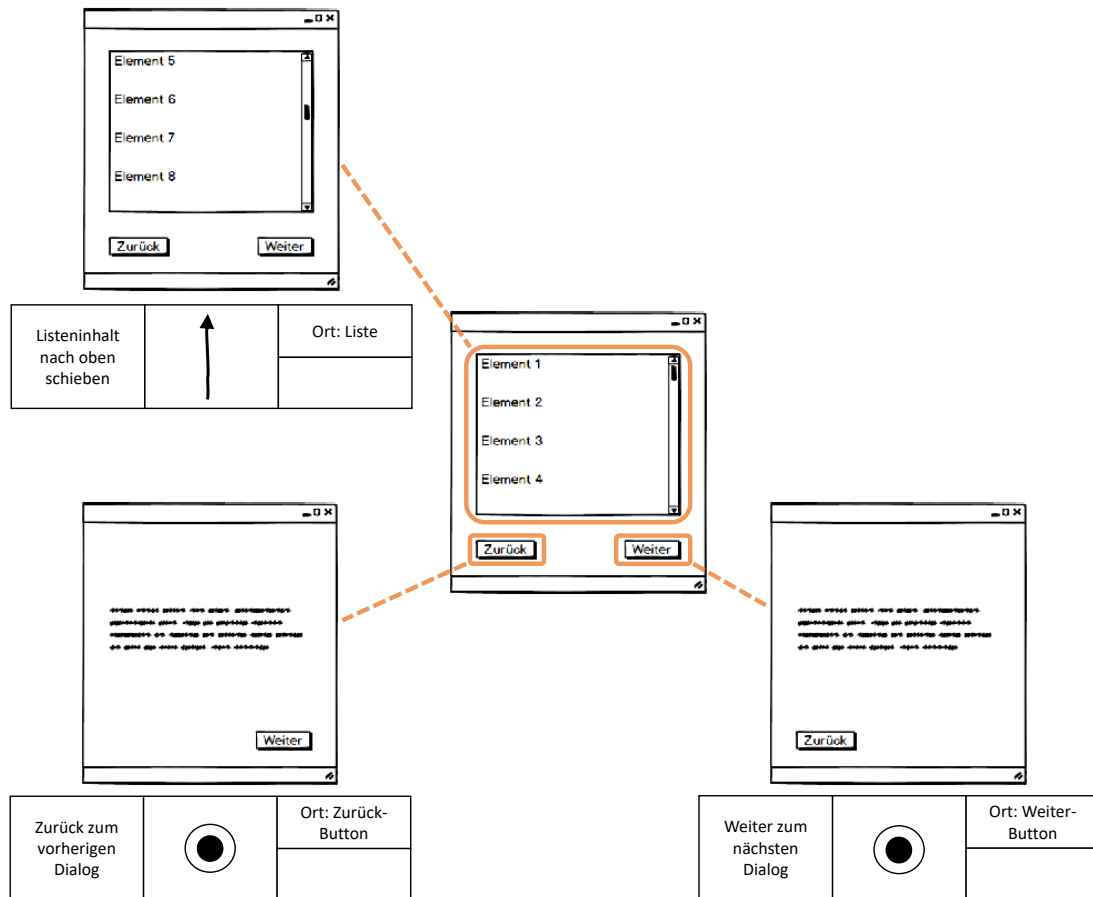 Element 5
Element 6
Element 7
Element 8
Zurück
Weiter
Listeninhalt
nach oben
schieben
Ort: Liste
Element 1
Element 2
Element 3
Element 4
Zurück
Weiter
Weiter
Zurück zum
vorherigen
Dialog
Ort: Zurück-
Button
Zurück
Weiter zum
nächsten
Dialog
Ort: Weiter-
Button